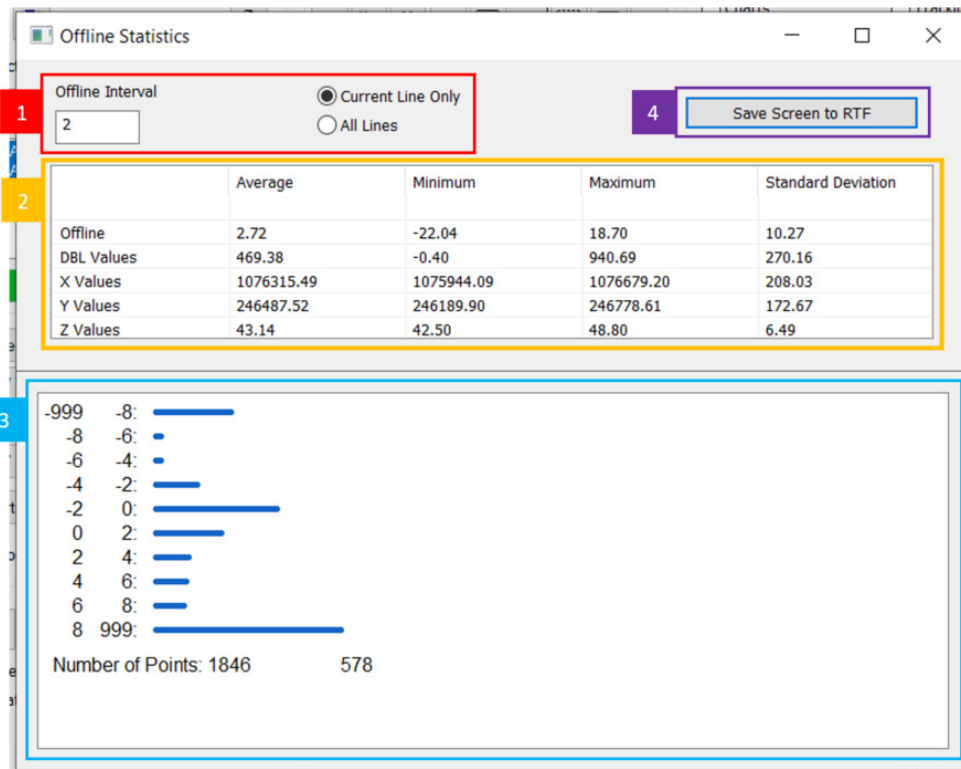 Offline Statistics
1
Offline Interval
Current Line Only
2
All Lines
4
Save Screen to RTF
2
Average Minimum Maximum Standard Deviation
Offline 2.72 -22.04 18.70 10.27
DBL Values 469.38 -0.40 940.69 270.16
X Values 1076315.49 1075944.09 1076679.20 208.03
Y Values 246487.52 246189.90 246778.61 172.67
Z Values 43.14 42.50 48.80 6.49
3
-999 -8:
-8 -6:
-6 -4:
-4 -2:
-2 0:
0 2:
2 4:
4 6:
6 8:
8 999:
Number of Points: 1846 578